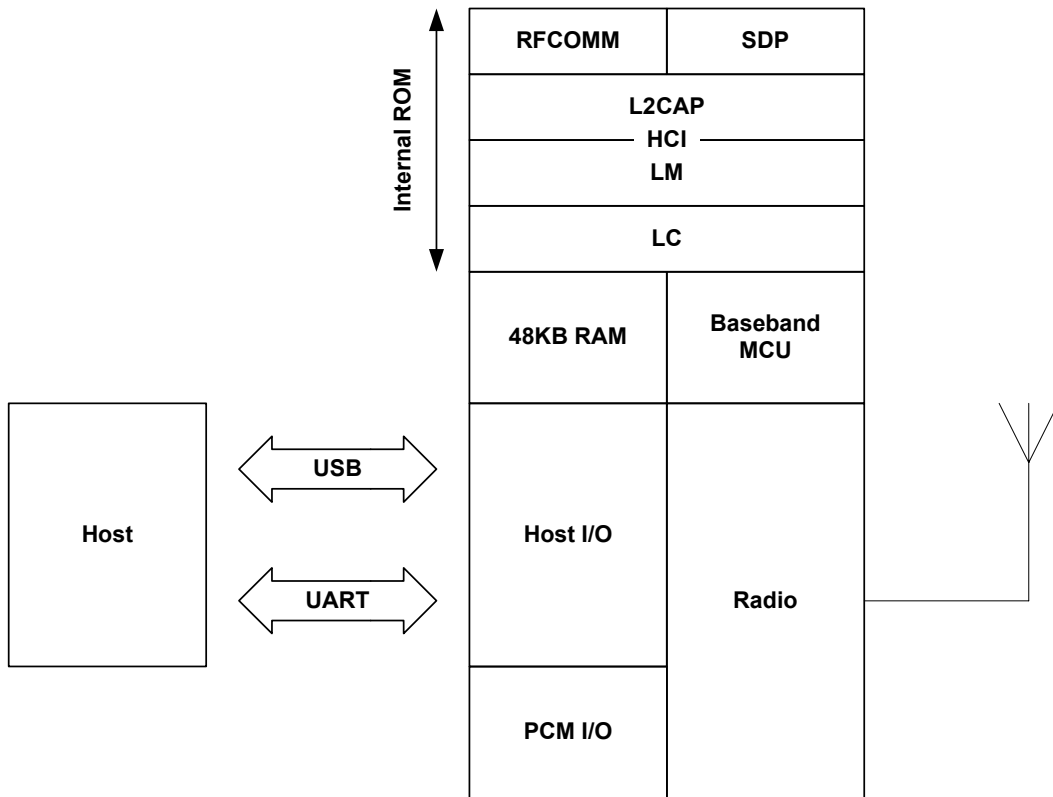 RFCOMM
SDP
Internal ROM
L2CAP
HCI
LM
LC
48KB RAM
Baseband
MCU
USB
Host
Host I/O
UART
Radio
PCM I/O